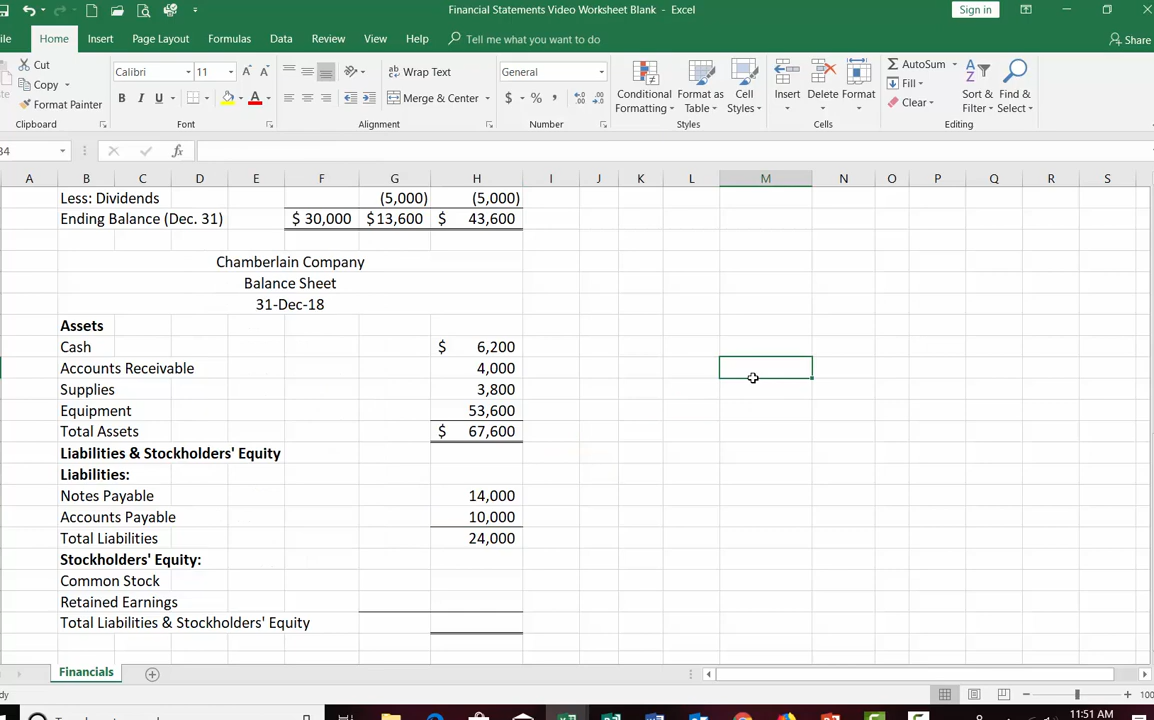 Financial Statements Video Worksheet Blank - Excel
Sign in
Home Insert Page Layout Formulas Data Review View Help Tell me what you want to do Share
Cut
Copy
Format Painter
Clipboard
Calibri 11
B I U
Font
Wrap Text
Merge & Center
Alignment
General
$ % ,
Number
Conditional Formatting
Format as Table
Cell Styles
Styles
Insert Delete Format
Cells
AutoSum
Fill
Clear
Sort & Filter
Find & Select
Editing
34 fx
A B C D E F G H I J K L M N O P Q R S
Less: Dividends (5,000) (5,000)
Ending Balance (Dec. 31) $ 30,000 $13,600 $ 43,600
Chamberlain Company
Balance Sheet
31-Dec-18
Assets
Cash $ 6,200
Accounts Receivable 4,000
Supplies 3,800
Equipment 53,600
Total Assets $ 67,600
Liabilities & Stockholders' Equity
Liabilities:
Notes Payable 14,000
Accounts Payable 10,000
Total Liabilities 24,000
Stockholders' Equity:
Common Stock
Retained Earnings
Total Liabilities & Stockholders' Equity
Financials
100
11:51 AM